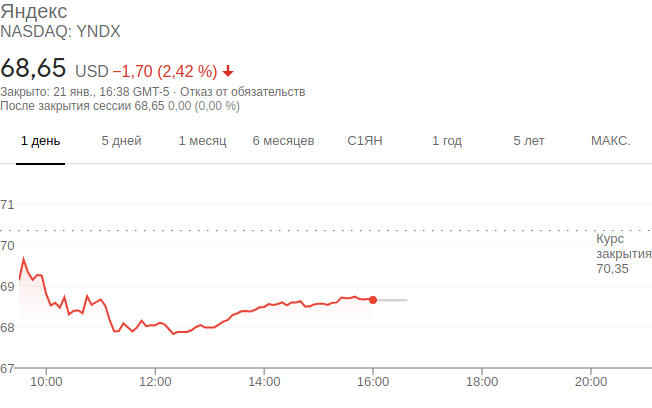 Яндекс
NASDAQ: YNDX
68,65 USD −1,70 (2,42 %)
Закрыто: 21 янв., 16:38 GMT-5 · Отказ от обязательств
После закрытия сессии 68,65 0,00 (0,00 %)
1 день 5 дней 1 месяц 6 месяцев С1ЯН 1 год 5 лет МАКС.
71
70
69
68
67
Курс
закрытия
70,35
10:00 12:00 14:00 16:00 18:00 20:00